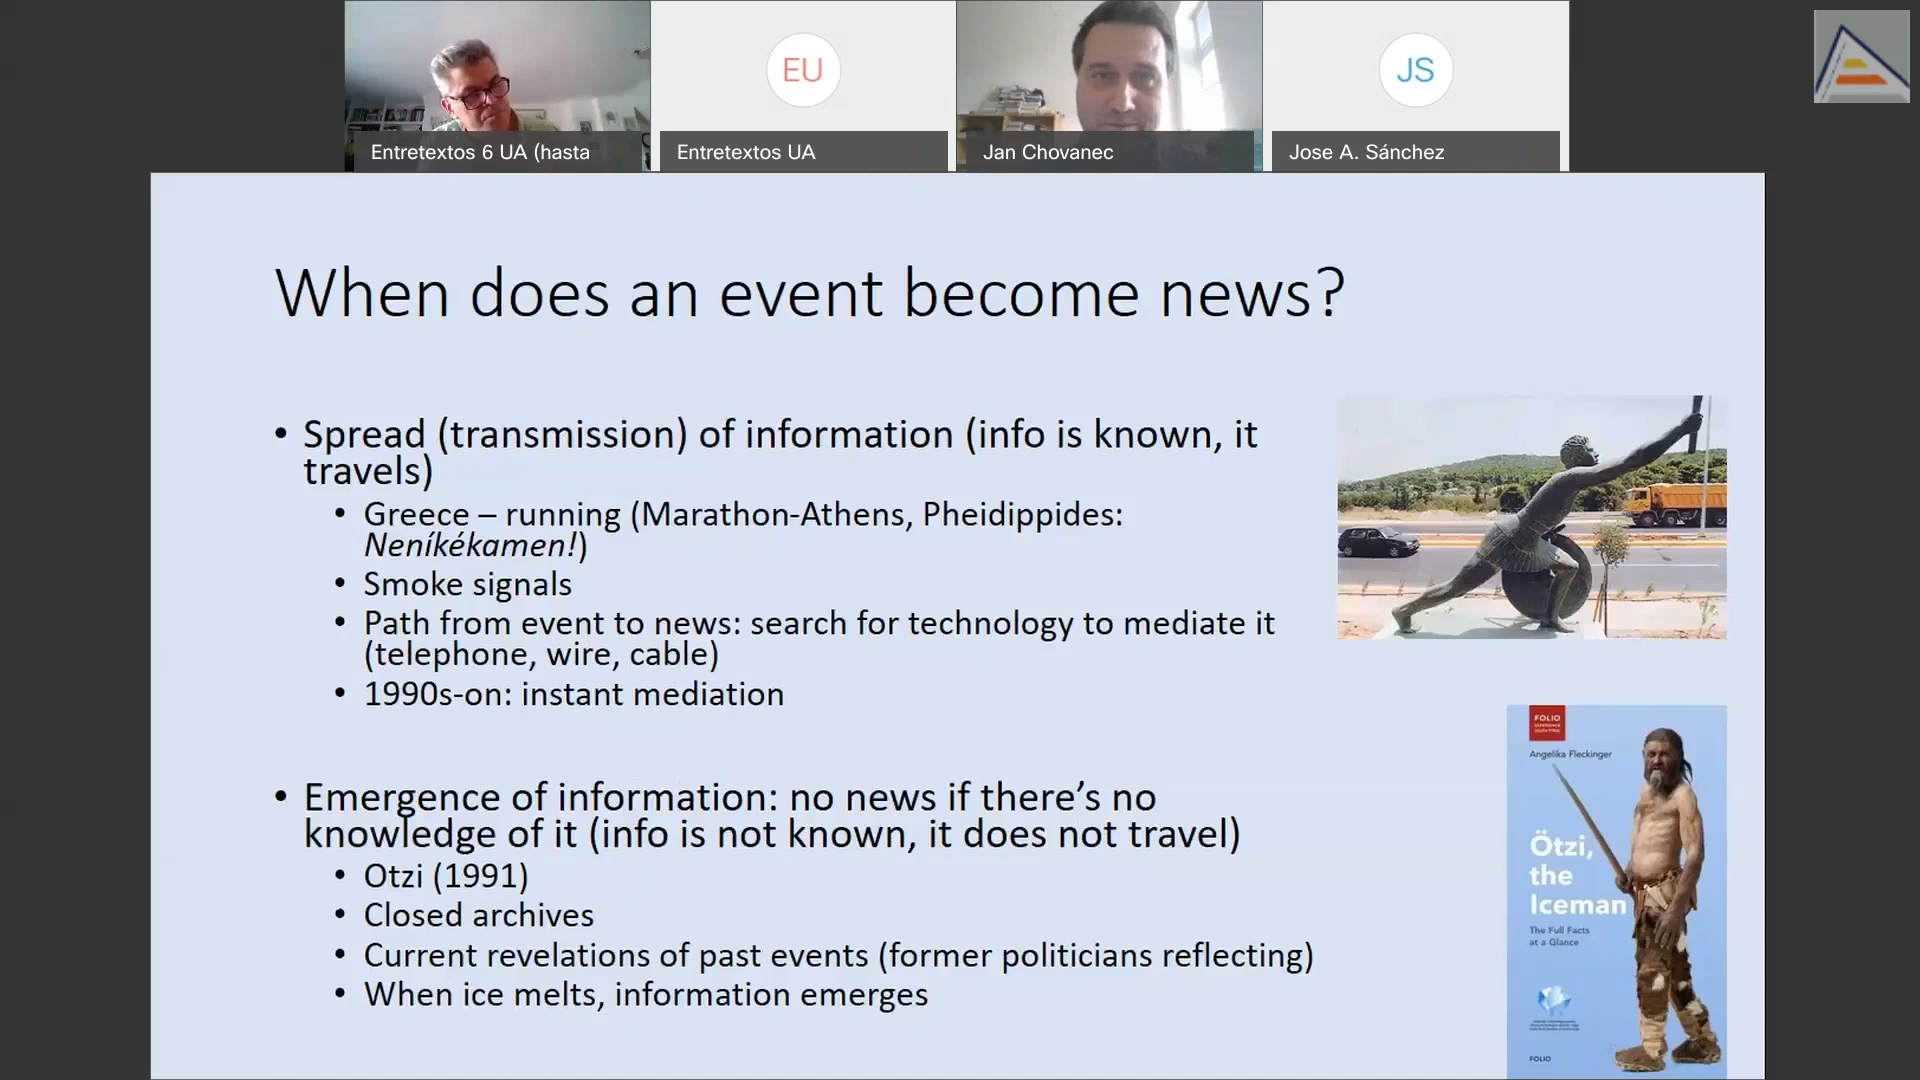 Entretextos 6 UA (hasta
EU
Entretextos UA
Jan Chovanec
JS
Jose A. Sánchez
When does an event become news?
• Spread (transmission) of information (info is known, it
travels)
• Greece – running (Marathon-Athens, Pheidippides:
Neníkékamen!)
• Smoke signals
• Path from event to news: search for technology to mediate it
(telephone, wire, cable)
• 1990s-on: instant mediation
• Emergence of information: no news if there’s no
knowledge of it (info is not known, it does not travel)
• Otzi (1991)
• Closed archives
• Current revelations of past events (former politicians reflecting)
• When ice melts, information emerges
FOLIO
Angelika Fleckinger
Ötzi,
the
Iceman
The Full Facts
at a Glance
FOLIO